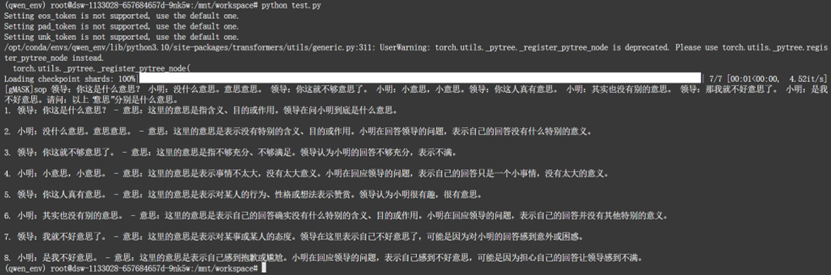 (qwen_env) root@dsw-1133028-657684657d-9nk5w:/mnt/workspace# python test.py
Setting eos_token is not supported, use the default one.
Setting pad_token is not supported, use the default one.
Setting unk_token is not supported, use the default one.
/opt/conda/envs/qwen_env/lib/python3.10/site-packages/transformers/utils/generic.py:311: UserWarning: torch.utils._pytree._register_pytree_node is deprecated. Please use torch.utils._pytree.regis
ter_pytree_node instead.
  torch.utils._pytree._register_pytree_node(
Loading checkpoint shards: 100%| | 7/7 [00:01<00:00,  4.52it/s]
[gMASK]sop 领导：你这是什么意思？ 小明：没什么意思。意思意思。 领导：你这就不够意思了。 小明：小意思，小意思。 领导：你这人真有意思。 小明：其实也没有别的意思。 领导：那我就不好意思了。 小明：是我
不好意思。请问：以上“意思”分别是什么意思。
1. 领导：你这是什么意思？ - 意思：这里的意思是指含义、目的或作用。领导在问小明到底是什么意思。
2. 小明：没什么意思。意思意思。 - 意思：这里的意思是表示没有特别的含义、目的或作用。小明在回答领导的问题，表示自己的回答没有什么特别的意义。
3. 领导：你这就不够意思了。 - 意思：这里的意思是指不够充分、不够满足。领导认为小明的回答不够充分，表示不满。
4. 小明：小意思，小意思。 - 意思：这里的意思是表示事情不太大，没有太大意义。小明在回应领导的问题，表示自己的回答只是一个小事情，没有太大的意义。
5. 领导：你这人真有意思。 - 意思：这里的意思是表示对某人的行为、性格或想法表示赞赏。领导认为小明很有趣，很有意思。
6. 小明：其实也没有别的意思。 - 意思：这里的意思是表示自己的回答确实没有什么特别的含义、目的或作用。小明在回应领导的问题，表示自己的回答并没有其他特别的意义。
7. 领导：我就不好意思了。 - 意思：这里的意思是表示对某事或某人的态度。领导在这里表示自己不好意思了，可能是因为对小明的回答感到意外或困惑。
8. 小明：是我不好意思。 - 意思：这里的意思是表示自己感到抱歉或尴尬。小明在回应领导的问题，表示自己感到不好意思，可能是因为担心自己的回答让领导感到不满。
(qwen_env) root@dsw-1133028-657684657d-9nk5w:/mnt/workspace#